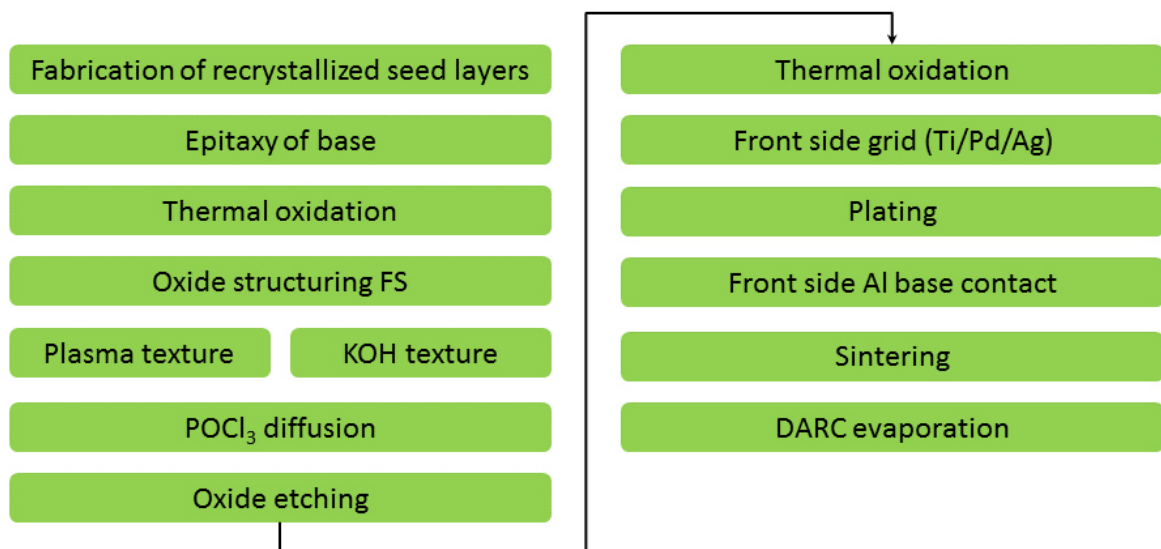 Fabrication of recrystallized seed layers
Epitaxy of base
Thermal oxidation
Oxide structuring FS
Plasma texture
KOH texture
POCl₃ diffusion
Oxide etching
Thermal oxidation
Front side grid (Ti/Pd/Ag)
Plating
Front side Al base contact
Sintering
DARC evaporation